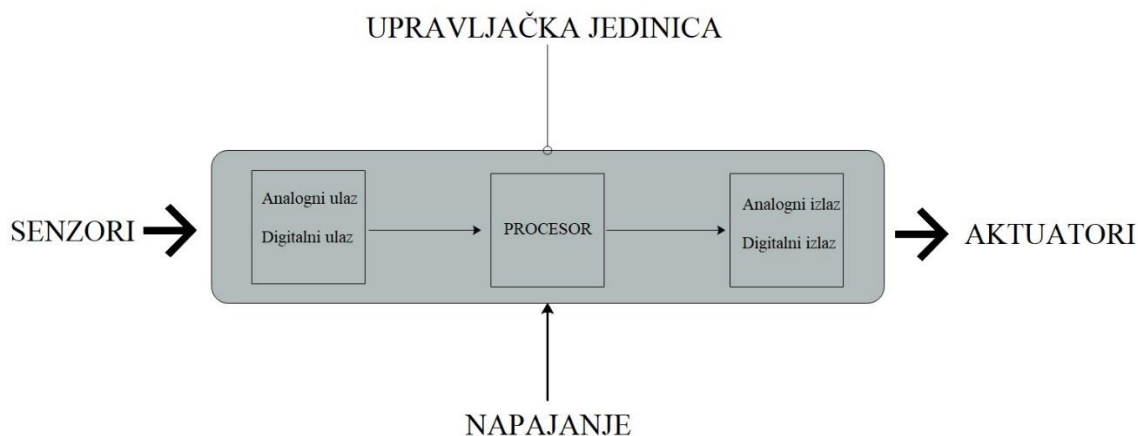 UPRAVLJAČKA JEDINICA
SENZORI
Analogni ulaz
Digitalni ulaz
PROCESOR
Analogni izlaz
Digitalni izlaz
AKTUATORI
NAPAJANJE